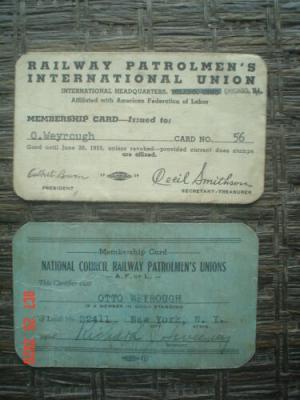 RAILWAY PATROLMEN'S
INTERNATIONAL UNION
INTERNATIONAL HEADQUARTERS, CHICAGO, ILL.
Affiliated with American Federation of Labor
MEMBERSHIP CARD—Issued to:
O. Weyrough CARD NO. 56
Good until June 30, unless revoked—provided current dues stamps
are affixed.
Cecil Smithson
PRESIDENT SECRETARY-TREASURER
Membership Card
NATIONAL COUNCIL RAILWAY PATROLMEN'S UNIONS
A. F. of L.
This Certifies that
OTTO WEYROUGH
IS A MEMBER IN GOOD STANDING
22411 New York, N. Y.
CITY STATE